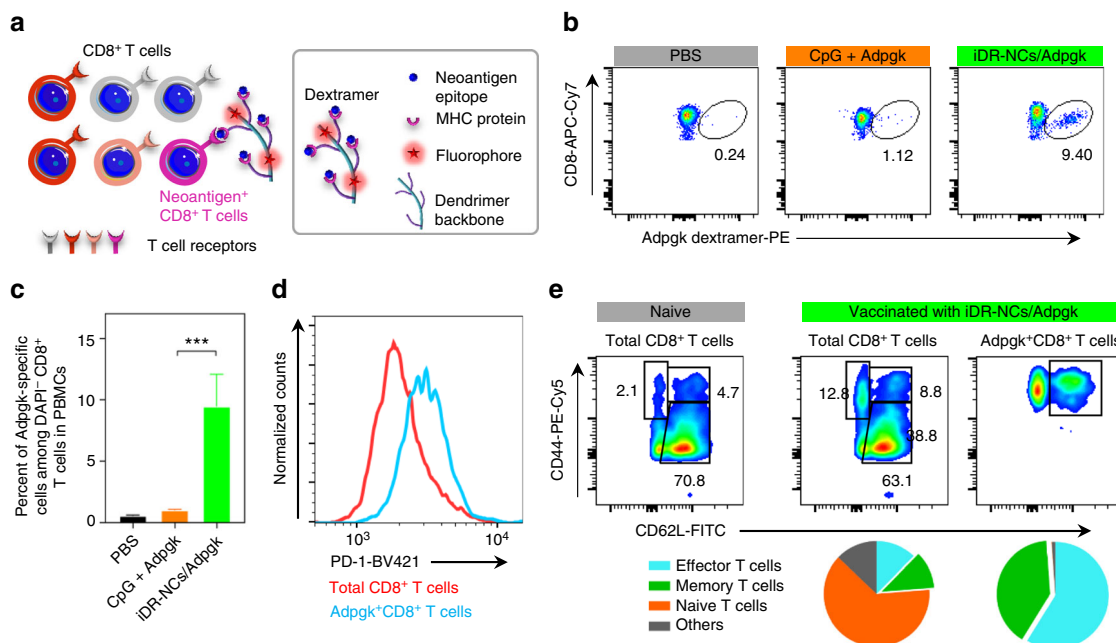 a
CD8+ T cells
Neoantigen+
CD8+ T cells
T cell receptors
Dextramer
Neoantigen
epitope
MHC protein
Fluorophore
Dendrimer
backbone
b
PBS
CpG + Adpgk
iDR-NCs/Adpgk
CD8-APC-Cy7
0.24
1.12
9.40
Adpgk dextramer-PE
c
Percent of Adpgk-specific
cells among DAPI− CD8+
T cells in PBMCs
15
10
5
0
***
PBS
CpG + Adpgk
iDR-NCs/Adpgk
d
Normalized counts
10³
10⁴
PD-1-BV421
Total CD8+ T cells
Adpgk+CD8+ T cells
e
Naive
Vaccinated with iDR-NCs/Adpgk
Total CD8+ T cells
Total CD8+ T cells
Adpgk+CD8+ T cells
CD44-PE-Cy5
2.1
4.7
70.8
12.8
8.8
38.8
63.1
CD62L-FITC
Effector T cells
Memory T cells
Naive T cells
Others